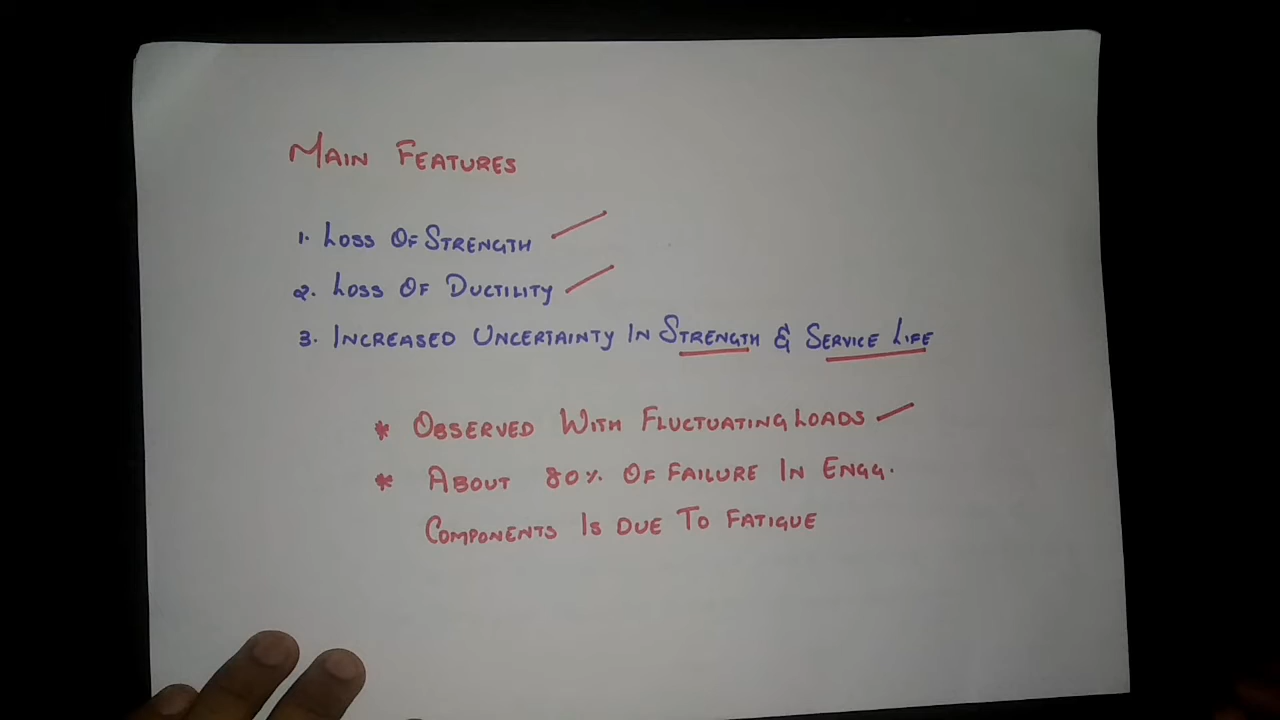 MAIN FEATURES
1. LOSS OF STRENGTH
2. LOSS OF DUCTILITY
3. INCREASED UNCERTAINTY IN STRENGTH & SERVICE LIFE
* OBSERVED WITH FLUCTUATING LOADS
* ABOUT 80% OF FAILURE IN ENGG.
COMPONENTS IS DUE TO FATIGUE